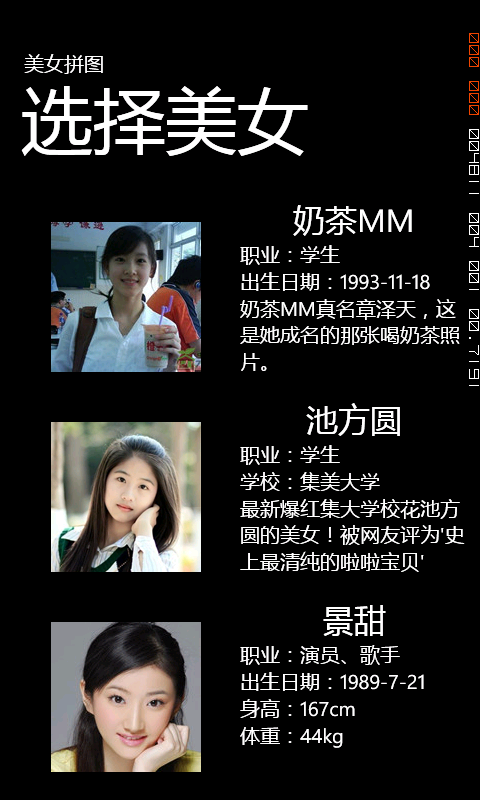 美女拼图
选择美女
奶茶MM
职业：学生
出生日期：1993-11-18
奶茶MM真名章泽天，这
是她成名的那张喝奶茶照
片。
池方圆
职业：学生
学校：集美大学
最新爆红集大学校花池方
圆的美女！被网友评为'史
上最清纯的啦啦宝贝'
景甜
职业：演员、歌手
出生日期：1989-7-21
身高：167cm
体重：44kg
000 000